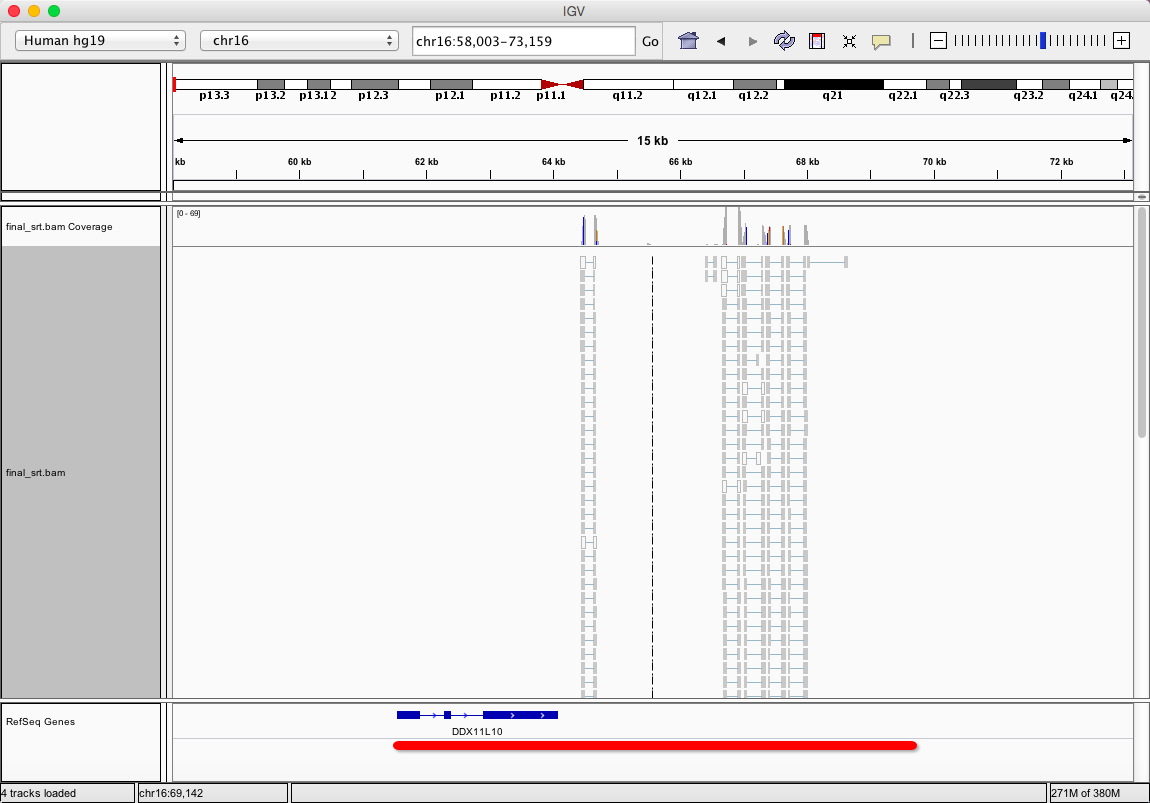 IGV
Human hg19 chr16 chr16:58,003-73,159 Go
p13.3 p13.2 p13.12 p12.3 p12.1 p11.2 p11.1 q11.2 q12.1 q12.2 q21 q22.1 q22.3 q23.2 q24.1 q24.
15 kb
kb 60 kb 62 kb 64 kb 66 kb 68 kb 70 kb 72 kb
[0 - 69]
final_srt.bam Coverage
final_srt.bam
RefSeq Genes
DDX11L10
4 tracks loaded chr16:69,142 271M of 380M